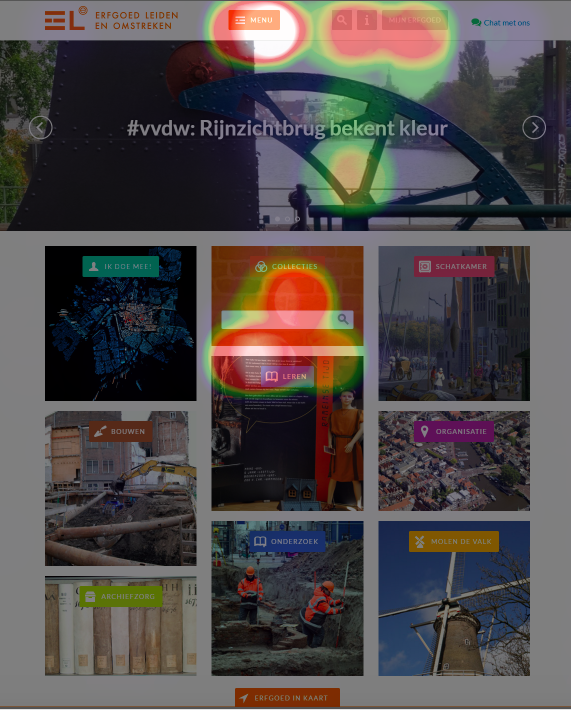 ERFGOED LEIDEN
EN OMSTREKEN
MENU
MIJN ERFGOED
Chat met ons
#vvdw: Rijnzichtbrug bekent kleur
IK DOE MEE!
COLLECTIES
SCHATKAMER
LEREN
BOUWEN
ORGANISATIE
ONDERZOEK
MOLEN DE VALK
ARCHIEFZORG
ERFGOED IN KAART